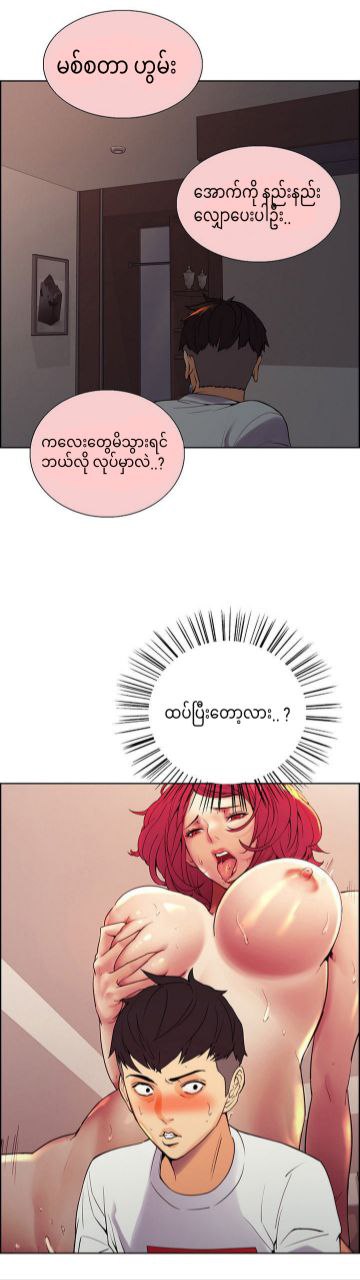 မစ်စတာ ဟွမ်း
အောက်ကို နည်းနည်း
လျှောပေးပါဦး..
ကလေးတွေမိသွားရင်
ဘယ်လို လုပ်မှာလဲ..?
ထပ်ပြီးတော့လား.. ?